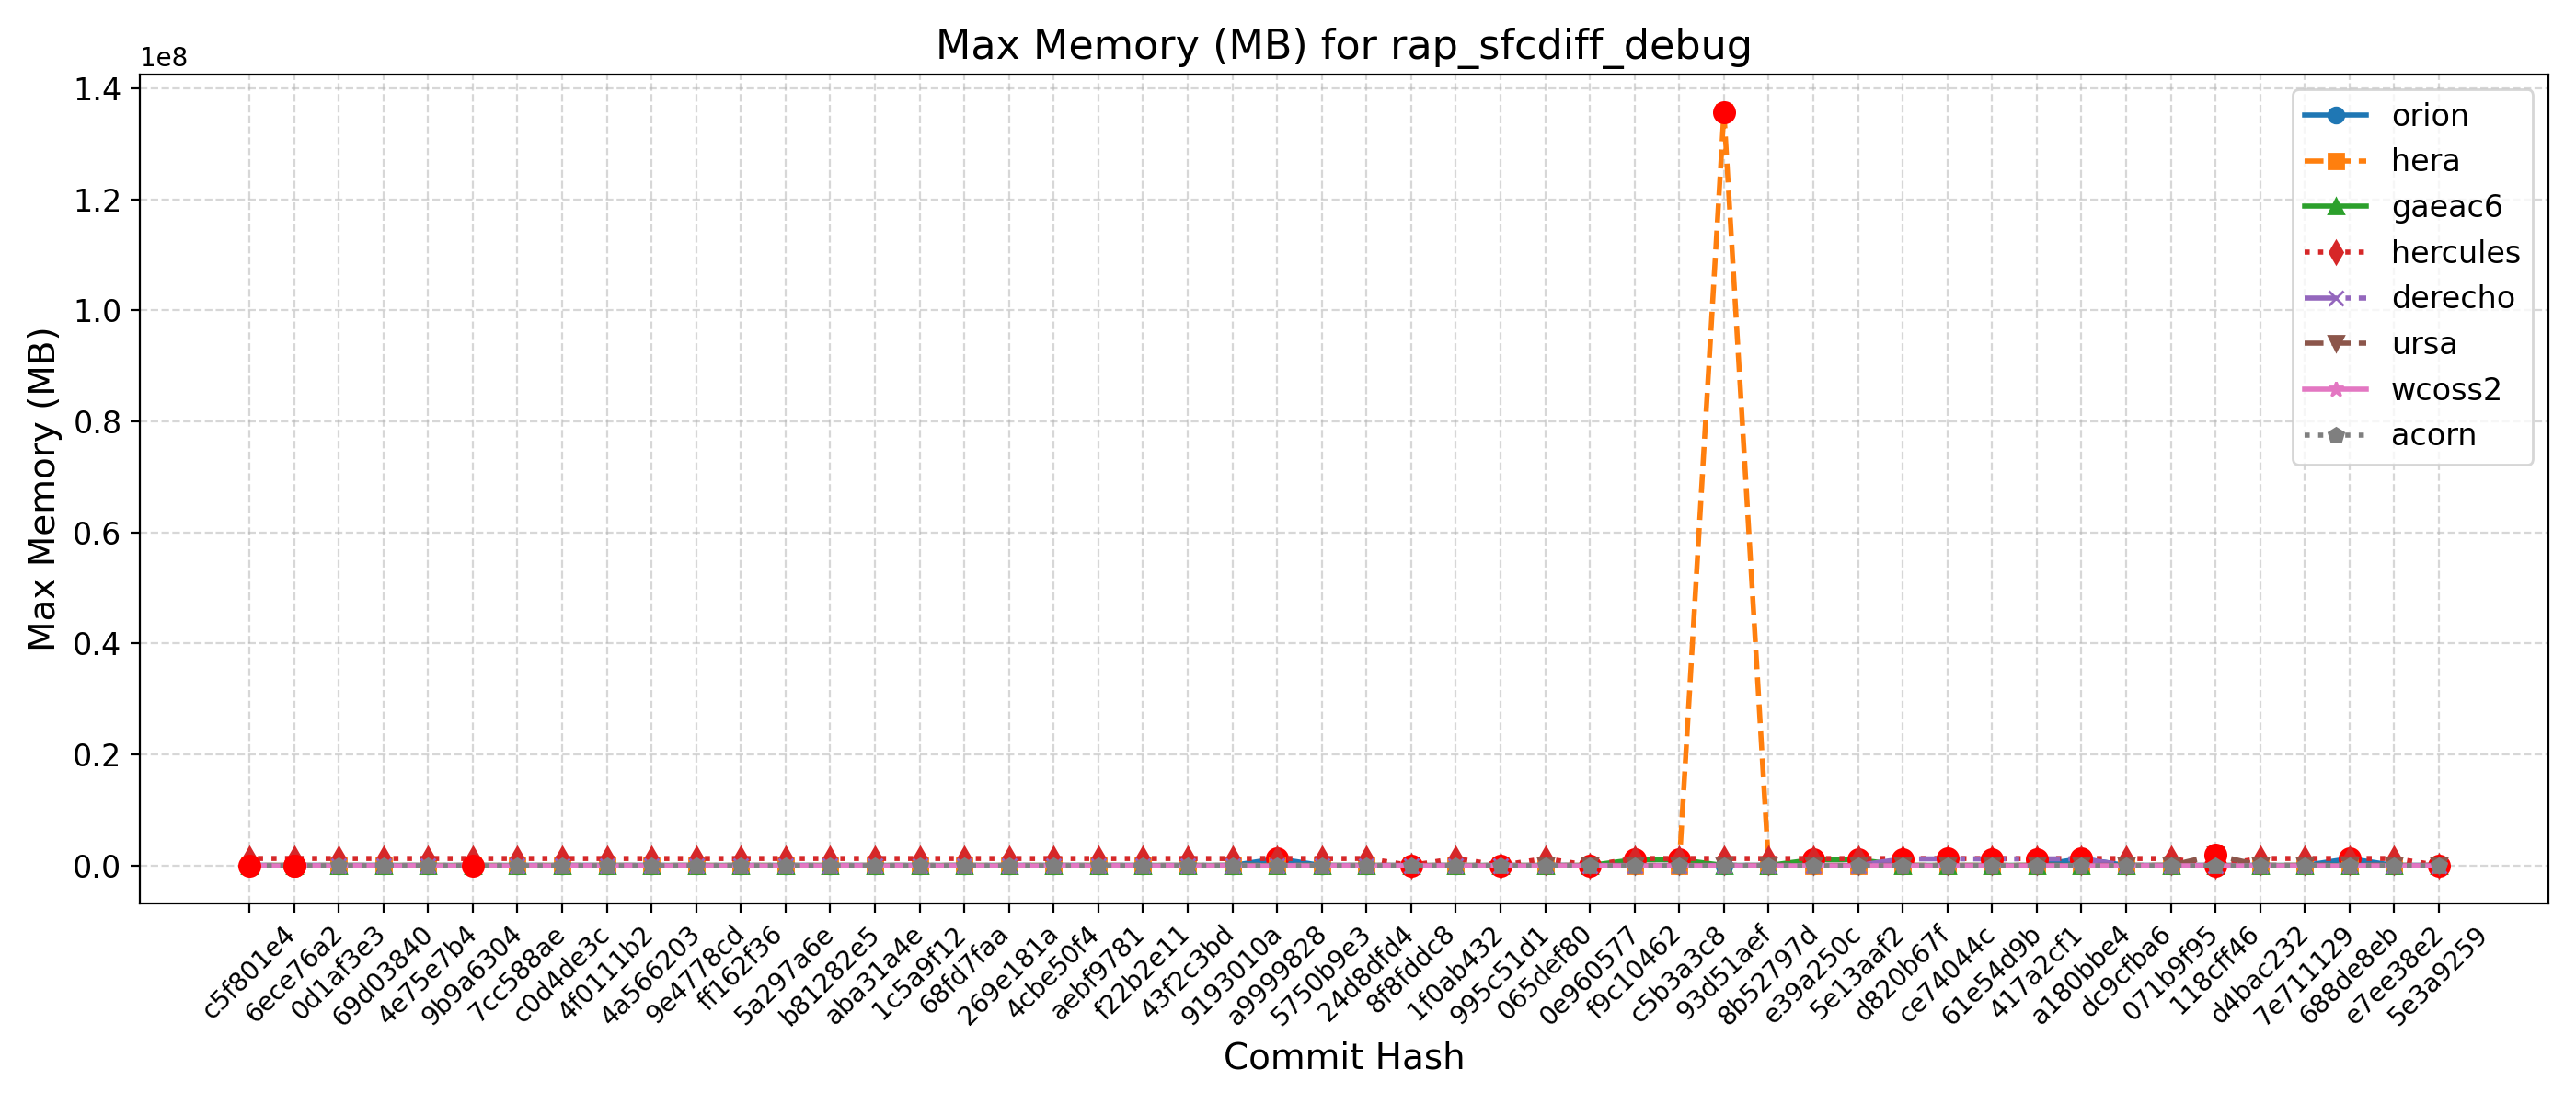 Max Memory (MB) for rap_sfcdiff_debug
1e8
1.4
1.2
1.0
0.8
0.6
0.4
0.2
0.0
Max Memory (MB)
orion
hera
gaeac6
hercules
derecho
ursa
wcoss2
acorn
c5f801e4
6ece76a2
0d1af3e3
69d03840
4e75e7b4
9b9a6304
7cc588ae
c0d4de3c
4f0111b2
4a566203
9e4778cd
ff162f36
5a297a6e
b81282e5
aba31a4e
1c5a9f12
68fd7faa
269e181a
4cbe50f4
aebf9781
f22b2e11
43f2c3bd
9193010a
a9999828
5750b9e3
24d8dfd4
8f8fddc8
1f0ab432
995c51d1
065def80
0e960577
f9c10462
c5b3a3c8
93d51aef
8b52797d
e39a250c
5e13aaf2
d820b67f
ce74044c
61e54d9b
417a2cf1
a180bbe4
dc9cfba6
071b9f95
118cff46
d4bac232
7e711129
688de8eb
e7ee38e2
5e3a9259
Commit Hash